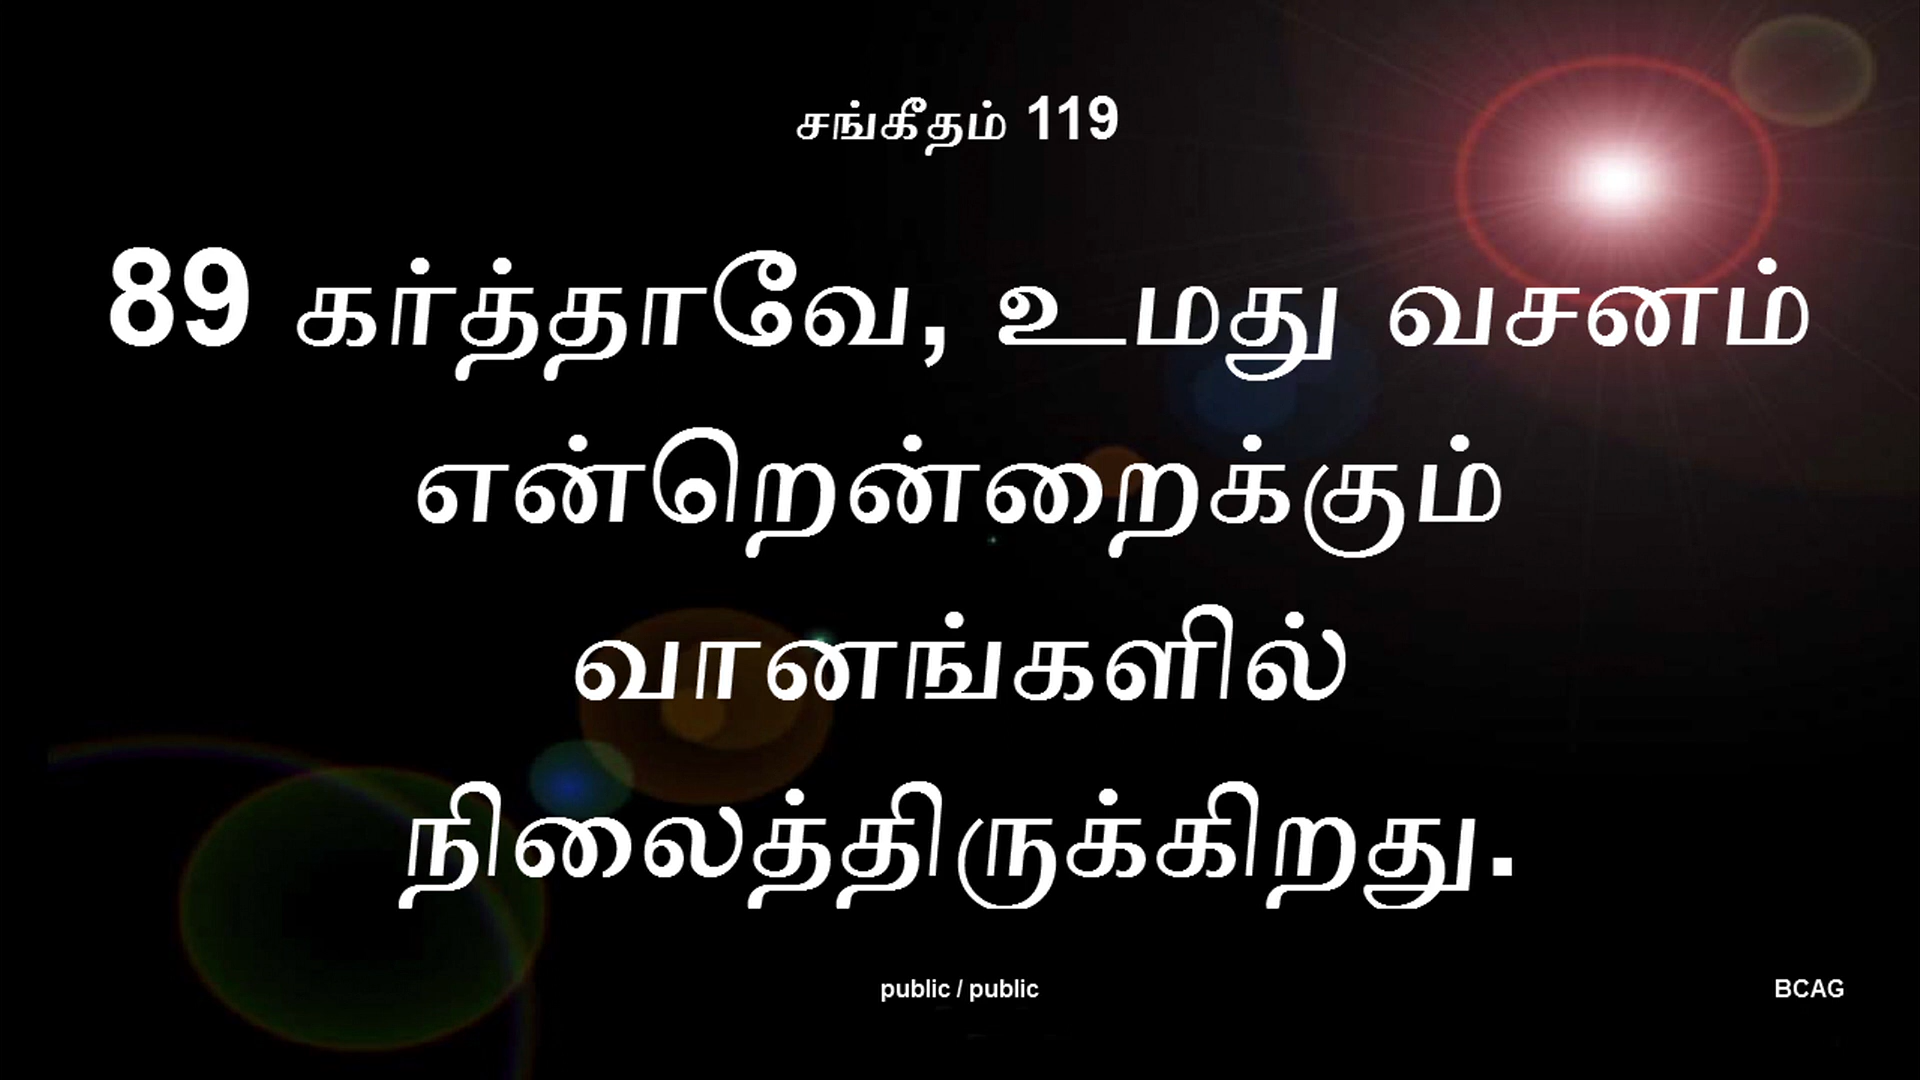 சங்கீதம் 119
89 கர்த்தாவே, உமது வசனம்
என்றென்றைக்கும்
வானங்களில்
நிலைத்திருக்கிறது.
public / public
BCAG